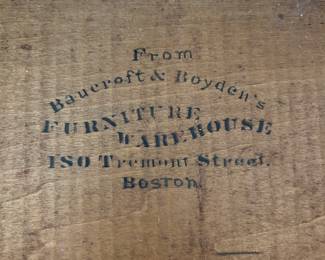 From
Bancroft & Boyden's
FURNITURE
WAREHOUSE
180 Tremont Street.
Boston.